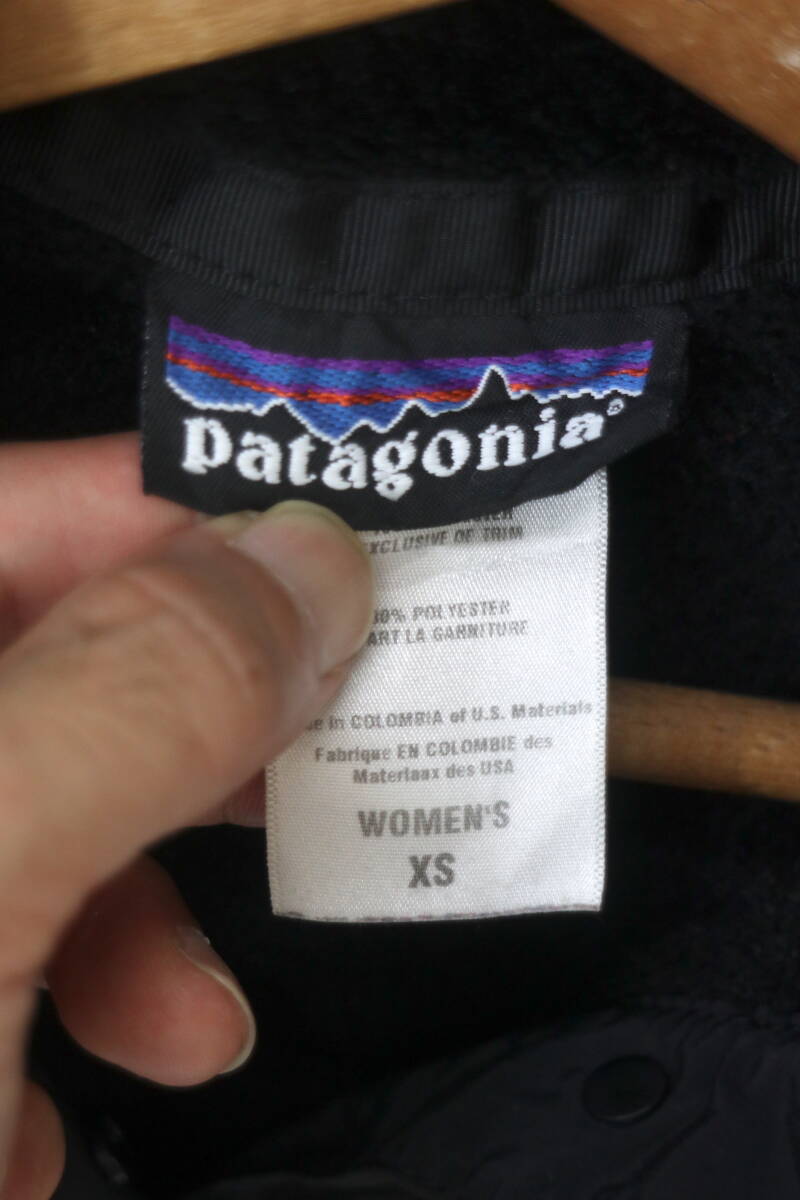 patagonia®
EXCLUSIVE DE TRIM
POLYESTER
LA GARNITURE
in COLOMBIA of U.S. Materials
Fabrique EN COLOMBIE des
Materiaux des USA
WOMEN'S
XS